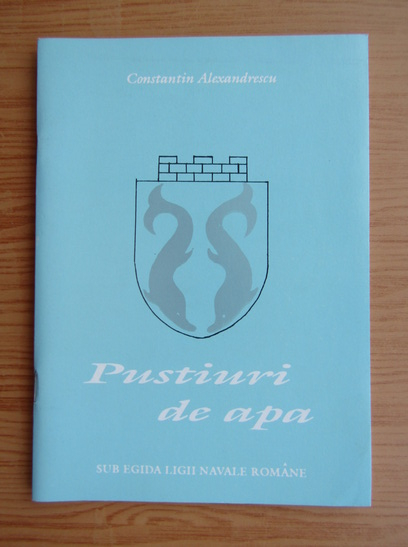 Constantin Alexandrescu
Pustiuri
de apa
SUB EGIDA LIGII NAVALE ROMÂNE